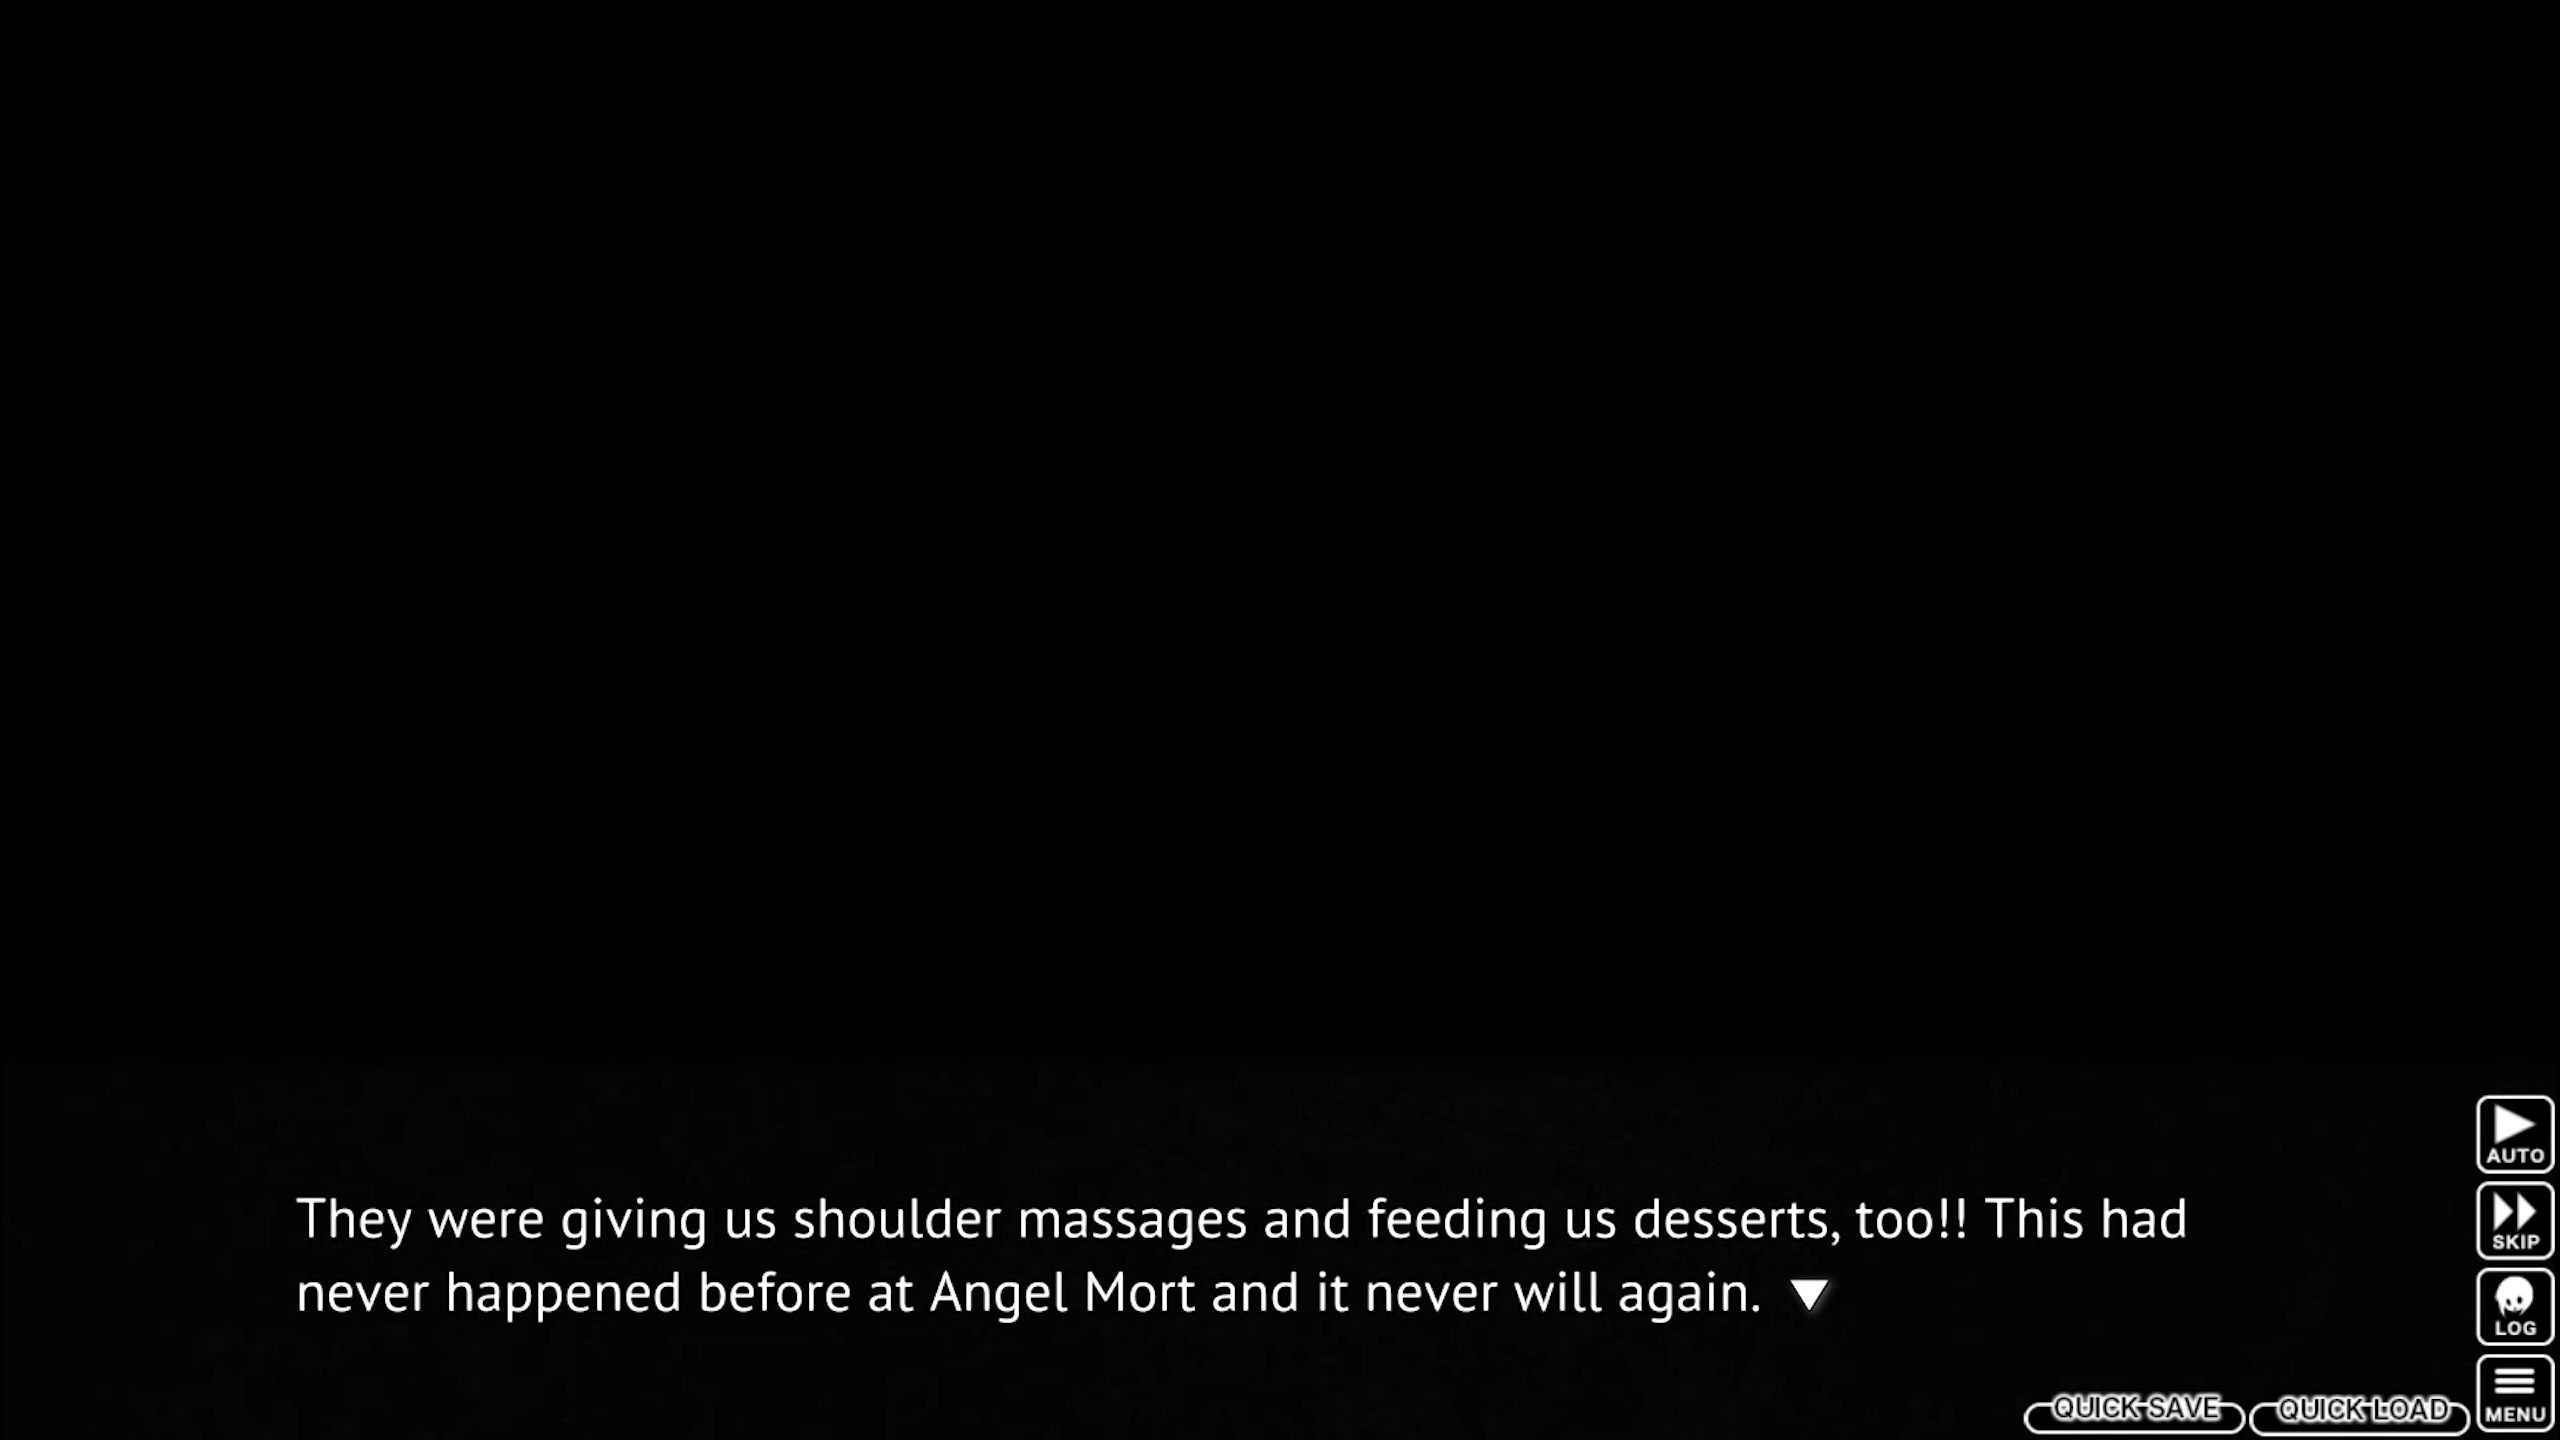 They were giving us shoulder massages and feeding us desserts, too!! This had
never happened before at Angel Mort and it never will again.
AUTO
SKIP
LOG
MENU
QUICK SAVE
QUICK LOAD